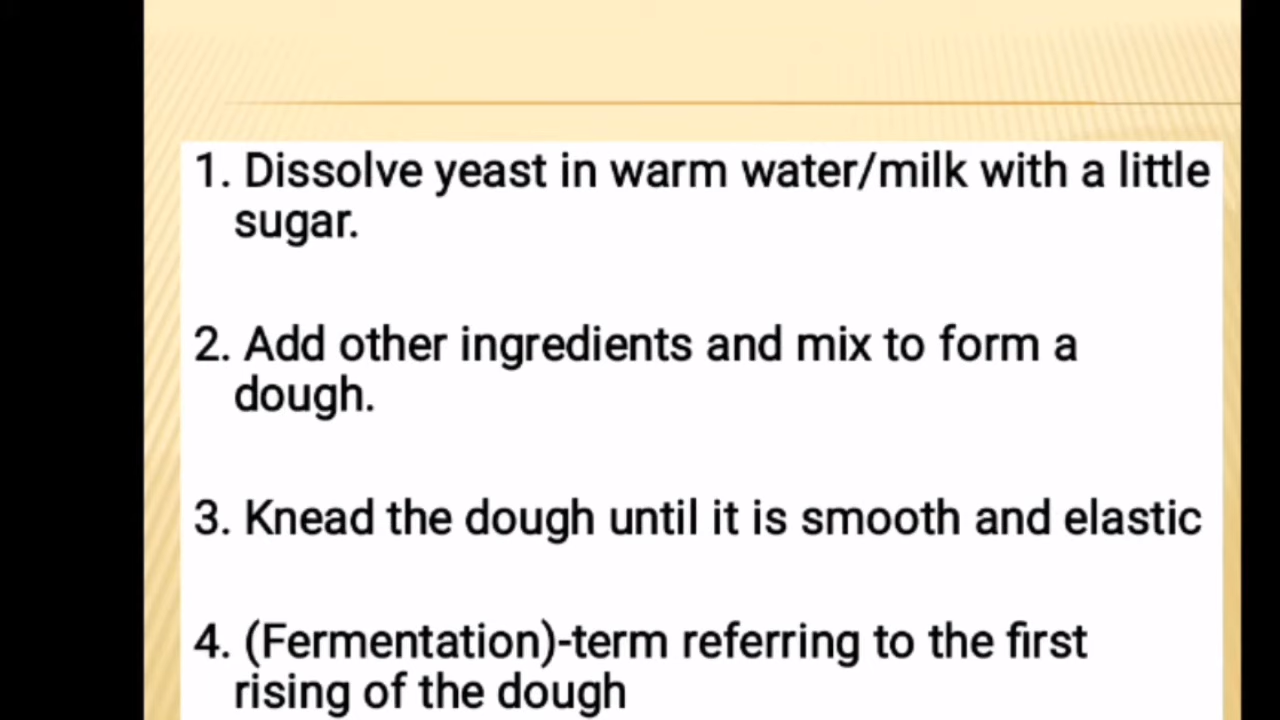 1. Dissolve yeast in warm water/milk with a little
sugar.
2. Add other ingredients and mix to form a
dough.
3. Knead the dough until it is smooth and elastic
4. (Fermentation)-term referring to the first
rising of the dough